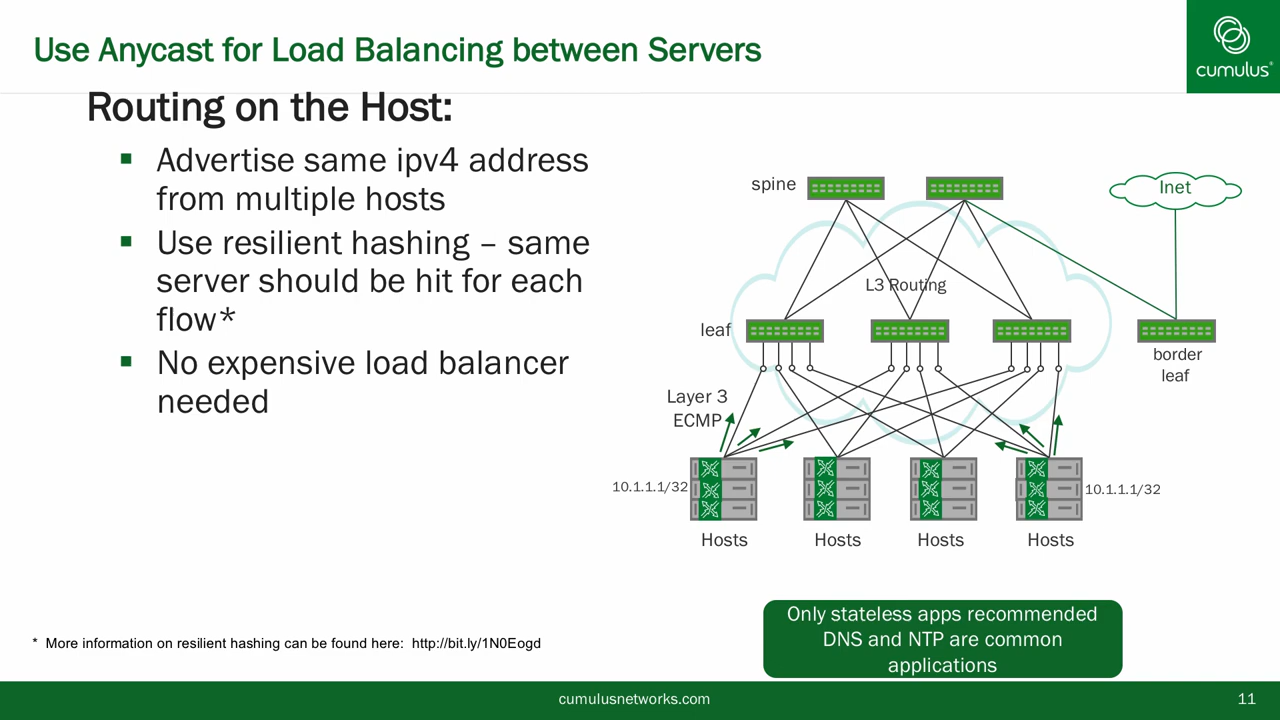 Use Anycast for Load Balancing between Servers
cumulus®
Routing on the Host:
Advertise same ipv4 address
from multiple hosts
Use resilient hashing – same
server should be hit for each
flow*
No expensive load balancer
needed
spine
Inet
L3 Routing
leaf
border
leaf
Layer 3
ECMP
10.1.1.1/32
10.1.1.1/32
Hosts
Hosts
Hosts
Hosts
Only stateless apps recommended
DNS and NTP are common
applications
* More information on resilient hashing can be found here: http://bit.ly/1N0Eogd
cumulusnetworks.com
11